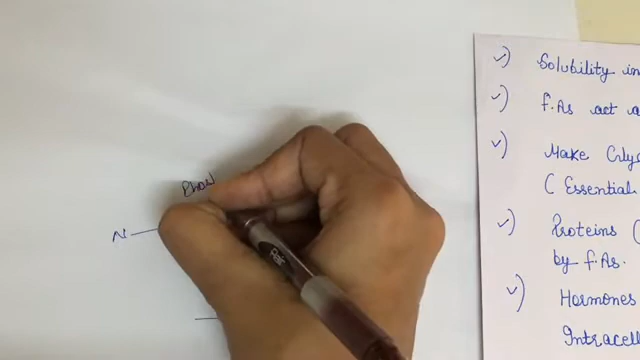 Phos
N
Solubility in
f.As act a
Make Glyc
( Essential
Proteins (
by f.As.
Hormones
Intracell